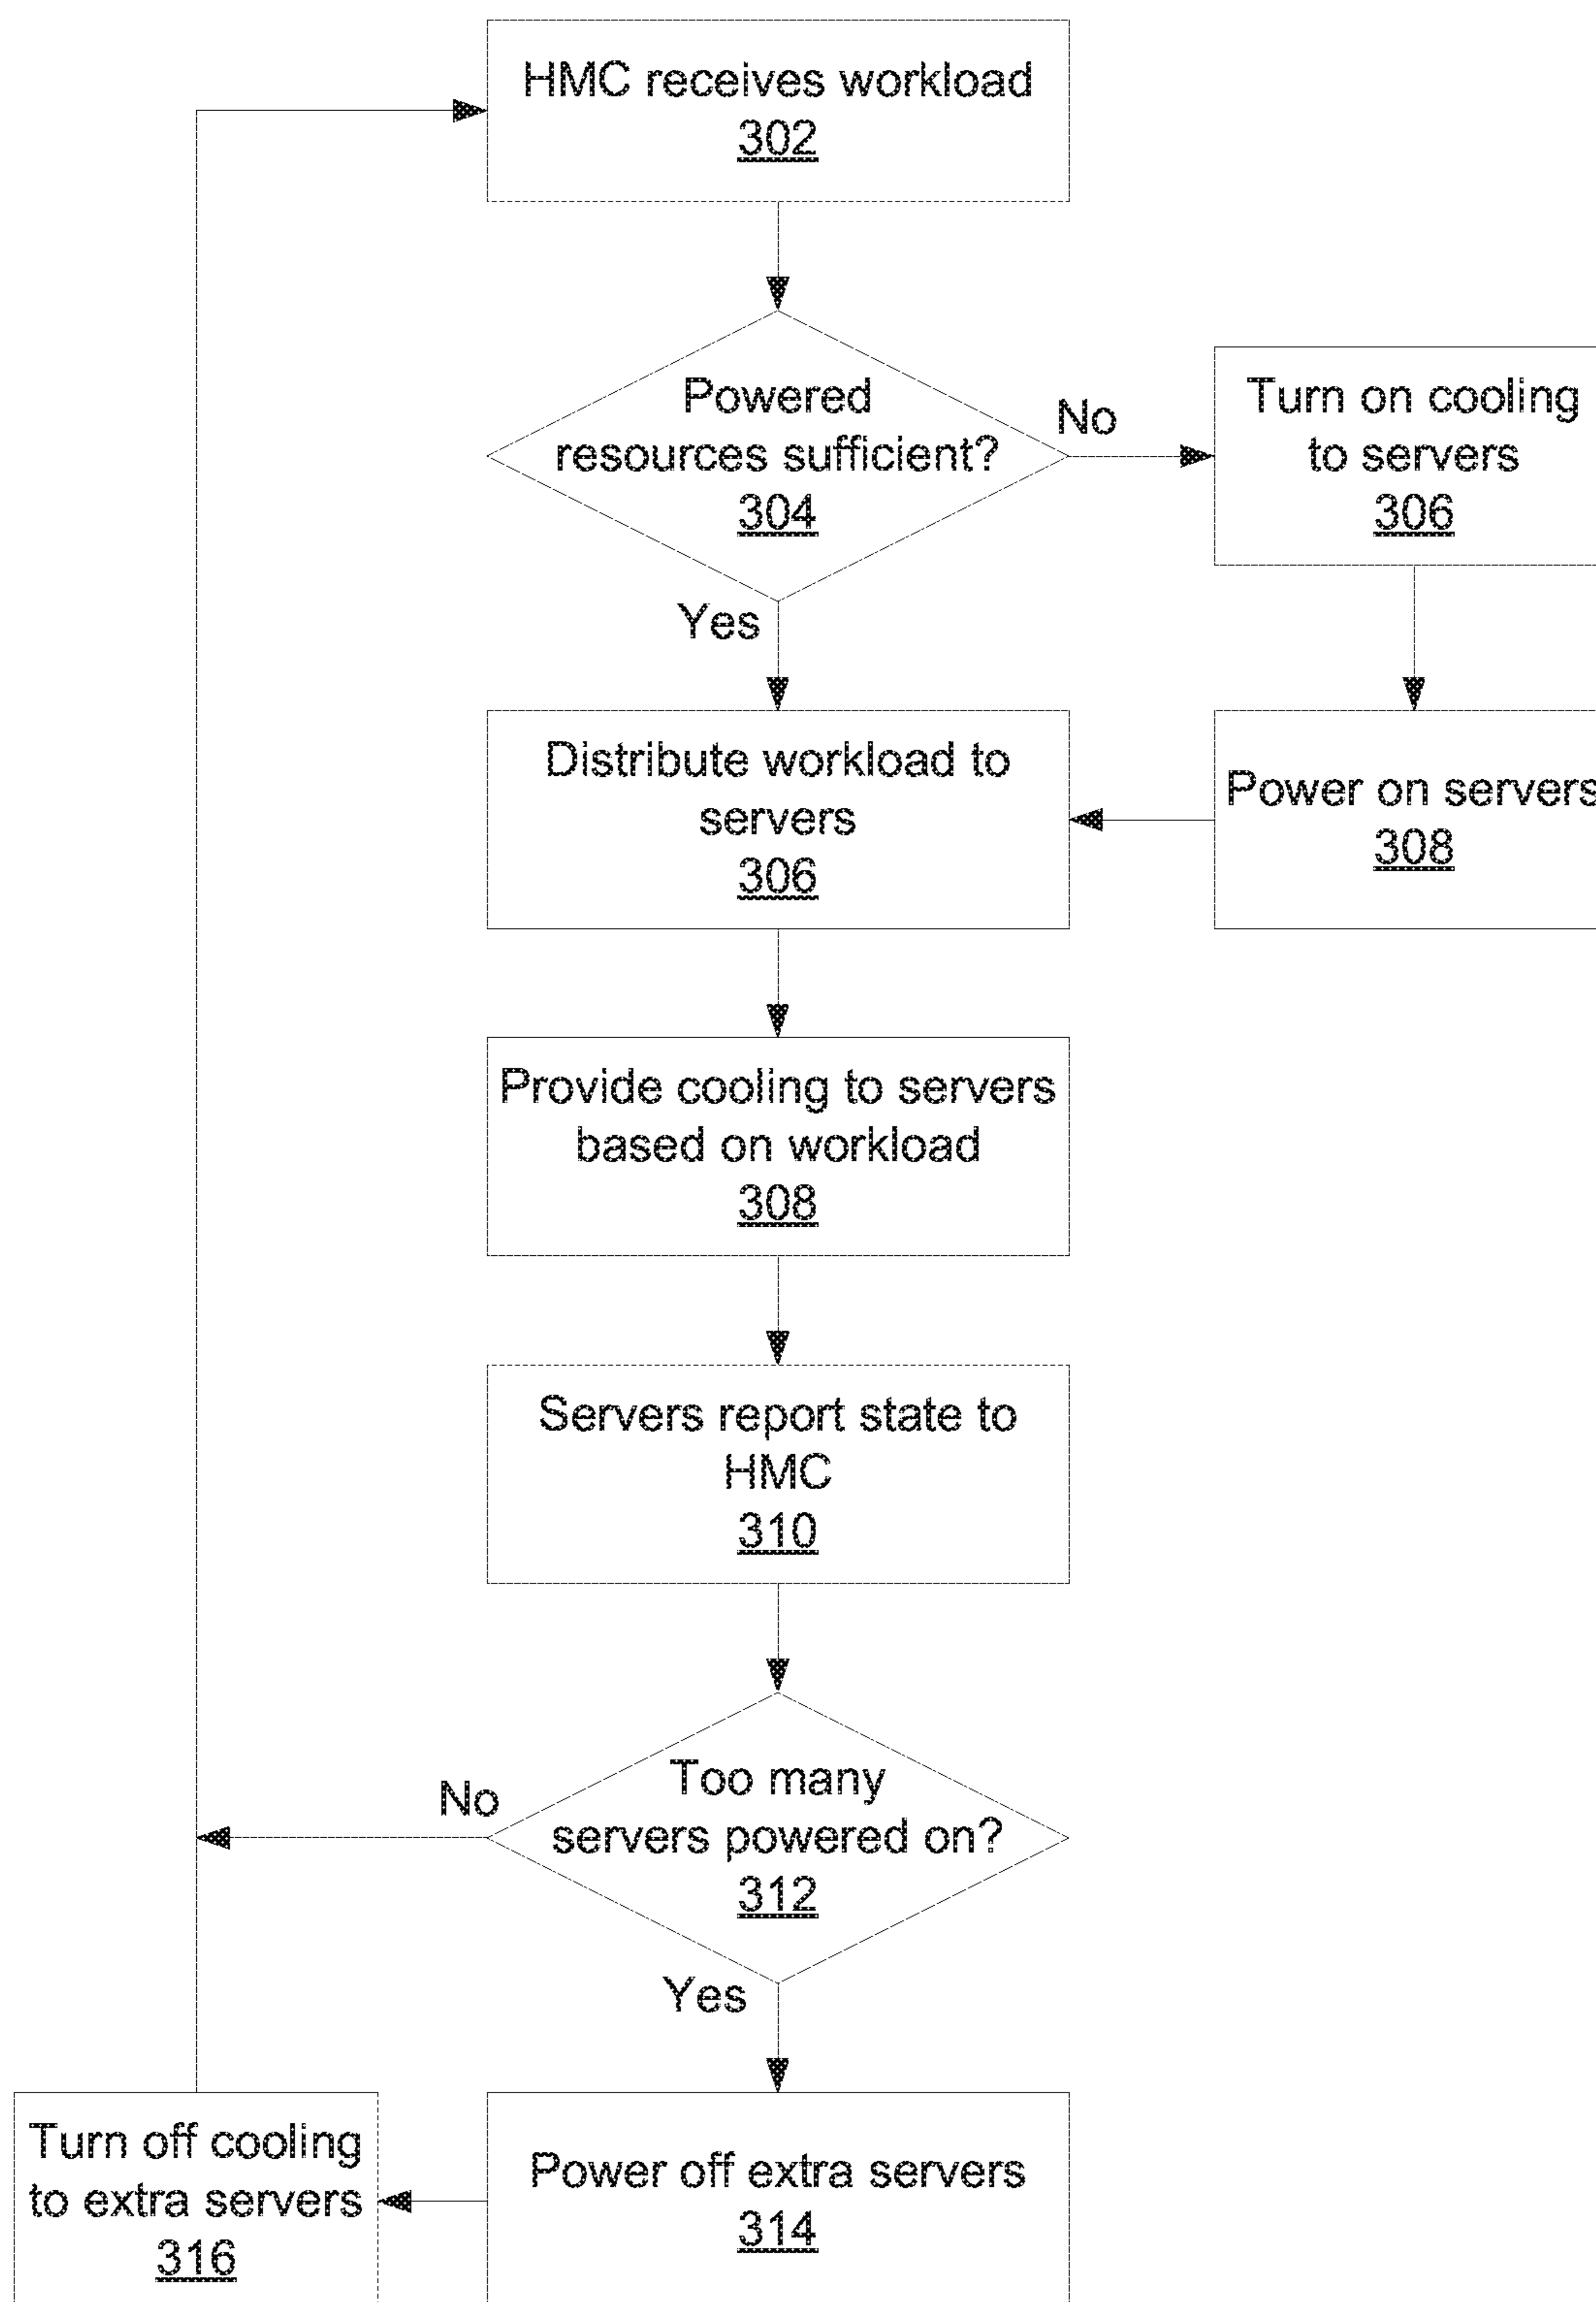 HMC receives workload
302
Powered
resources sufficient?
304
No
Turn on cooling
to servers
306
Yes
Distribute workload to
servers
306
Power on servers
308
Provide cooling to servers
based on workload
308
Servers report state to
HMC
310
Too many
servers powered on?
312
No
Yes
Turn off cooling
to extra servers
316
Power off extra servers
314